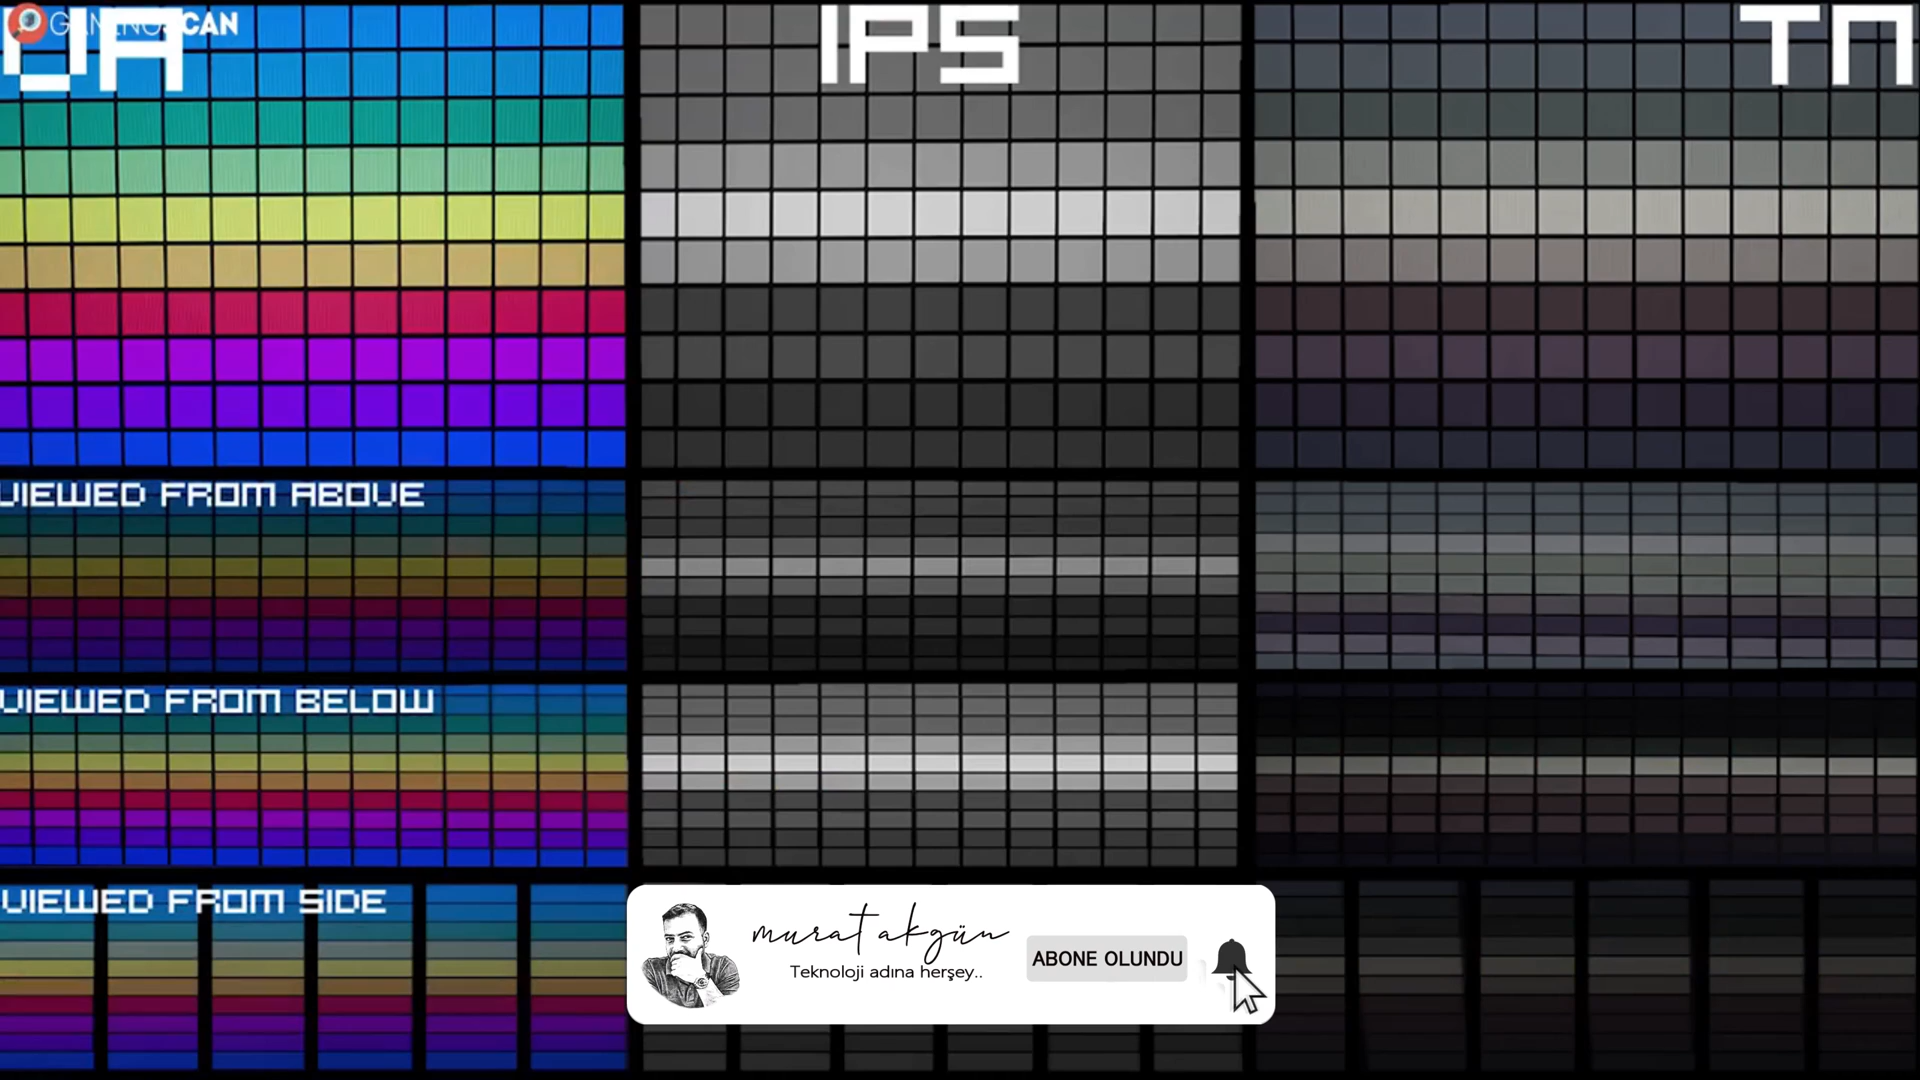 GAMINGSCAN
VA
IPS
TN
VIEWED FROM ABOVE
VIEWED FROM BELOW
VIEWED FROM SIDE
murat akgün
Teknoloji adına herşey..
ABONE OLUNDU